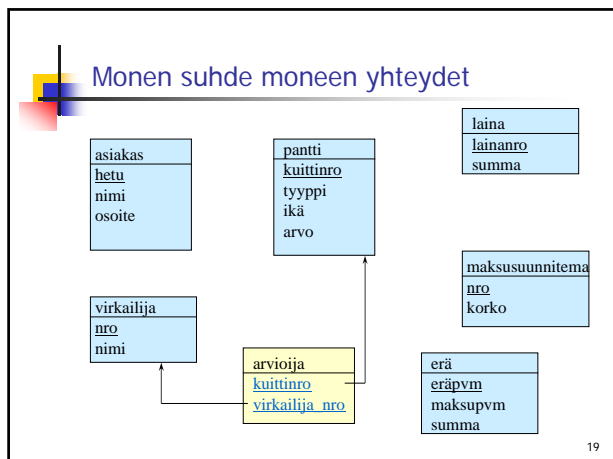 Monen suhde moneen yhteydet
asiakas
hetu
nimi
osoite
pantti
kuittinro
tyyppi
ikä
arvo
laina
lainanro
summa
maksusuunnitema
nro
korko
virkailija
nro
nimi
arvioija
kuittinro
virkailija_nro
erä
eräpvm
maksupvm
summa
19